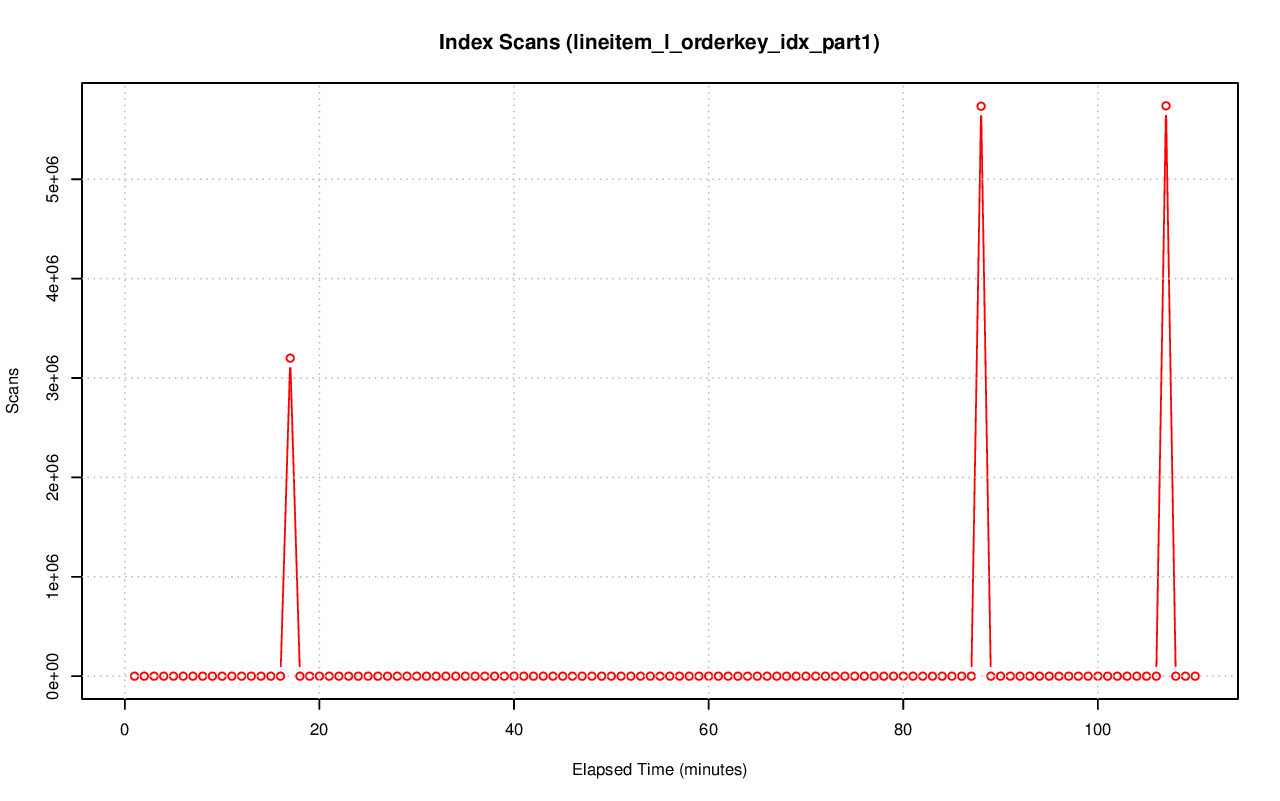 Index Scans (lineitem_l_orderkey_idx_part1)
Scans
5e+06
4e+06
3e+06
2e+06
1e+06
0e+00
0 20 40 60 80 100
Elapsed Time (minutes)